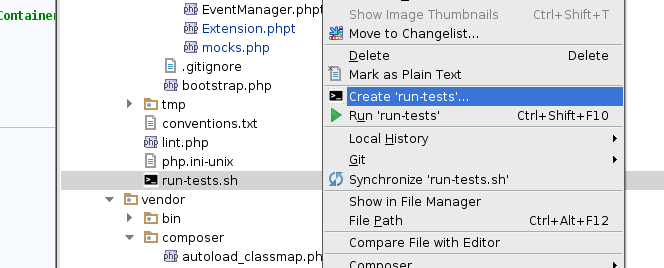 Container
EventManager.phpt
Extension.phpt
mocks.php
.gitignore
bootstrap.php
tmp
conventions.txt
lint.php
php.ini-unix
run-tests.sh
vendor
bin
composer
autoload_classmap.ph
Show Image Thumbnails Ctrl+Shift+T
Move to Changelist...
Delete Delete
Mark as Plain Text
Create 'run-tests'...
Run 'run-tests' Ctrl+Shift+F10
Local History
Git
Synchronize 'run-tests.sh'
Show in File Manager
File Path Ctrl+Alt+F12
Compare File with Editor
Composer